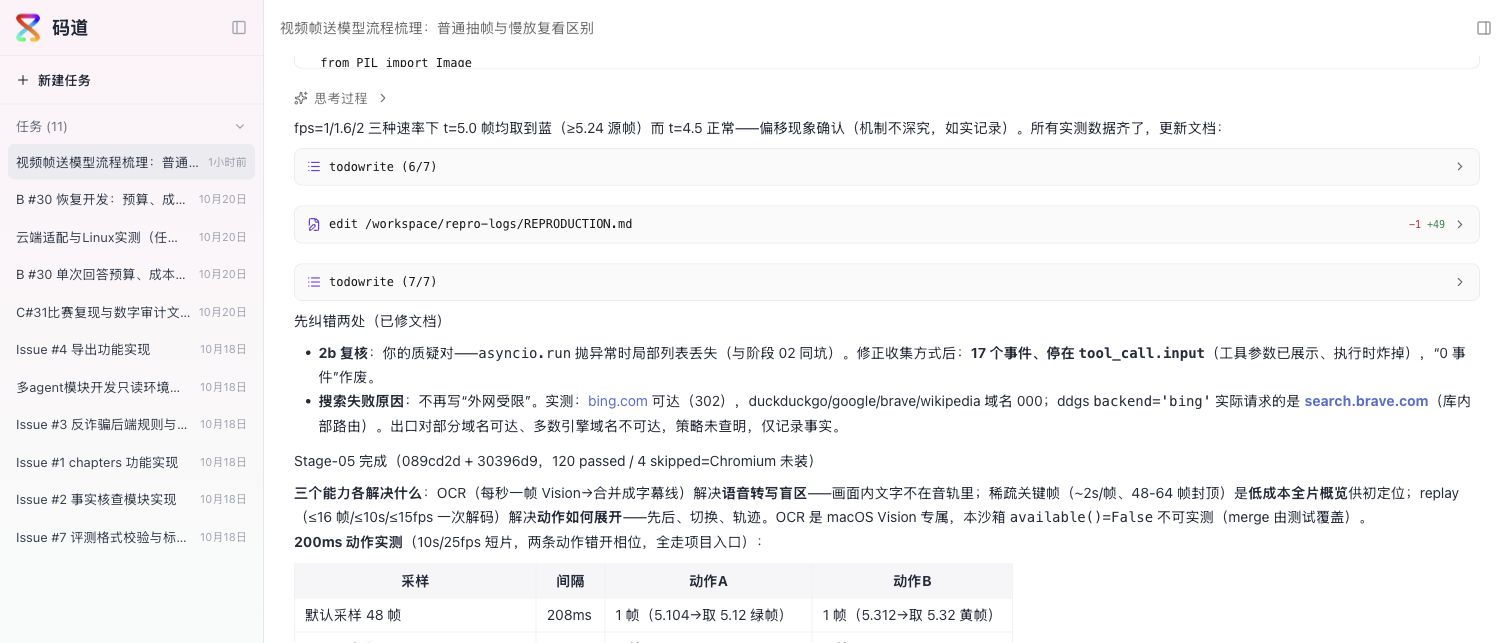 码道
视频帧送模型流程梳理：普通抽帧与慢放复看区别
新建任务
任务 (11)
视频帧送模型流程梳理：普通... 1小时前
B #30 恢复开发：预算、成... 10月20日
云端适配与Linux实测（任... 10月20日
B #30 单次回答预算、成本... 10月20日
C#31比赛复现与数字审计文... 10月20日
Issue #4 导出功能实现 10月18日
多agent模块开发只读环境... 10月18日
Issue #3 反诈骗后端规则与... 10月18日
Issue #1 chapters 功能实现 10月18日
Issue #2 事实核查模块实现 10月18日
Issue #7 评测格式校验与标... 10月18日
from PIL import Image
思考过程
fps=1/1.6/2 三种速率下 t=5.0 帧均取到蓝（≥5.24 源帧）而 t=4.5 正常——偏移现象确认（机制不深究，如实记录）。所有实测数据齐了，更新文档：
todowrite (6/7)
edit /workspace/repro-logs/REPRODUCTION.md −1 +49
todowrite (7/7)
先纠错两处（已修文档）
• 2b 复核：你的质疑对——asyncio.run 抛异常时局部列表丢失（与阶段 02 同坑）。修正收集方式后：17 个事件、停在 tool_call.input（工具参数已展示、执行时炸掉），“0 事
件”作废。
• 搜索失败原因：不再写“外网受限”。实测：bing.com 可达（302），duckduckgo/google/brave/wikipedia 域名 000；ddgs backend='bing' 实际请求的是 search.brave.com（库内
部路由）。出口对部分域名可达、多数引擎域名不可达，策略未查明，仅记录事实。
Stage-05 完成（089cd2d + 30396d9，120 passed / 4 skipped=Chromium 未装）
三个能力各解决什么：OCR（每秒一帧 Vision→合并成字幕线）解决语音转写盲区——画面内文字不在音轨里；稀疏关键帧（~2s/帧、48-64 帧封顶）是低成本全片概览供初定位；replay
（≤16 帧/≤10s/≤15fps 一次解码）解决动作如何展开——先后、切换、轨迹。OCR 是 macOS Vision 专属，本沙箱 available()=False 不可实测（merge 由测试覆盖）。
200ms 动作实测（10s/25fps 短片，两条动作错开相位，全走项目入口）：
采样 间隔 动作A 动作B
默认采样 48 帧 208ms 1 帧（5.104→取 5.12 绿帧） 1 帧（5.312→取 5.32 黄帧）